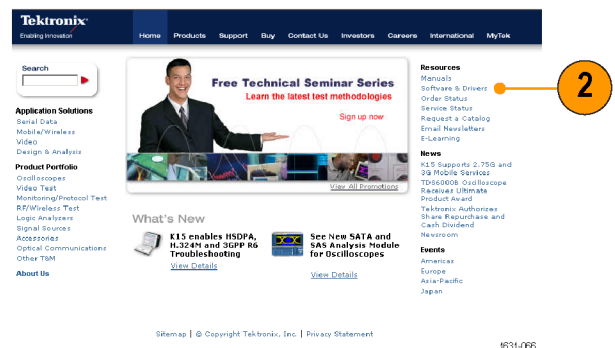 Tektronix
Enabling Innovation
Home Products Support Buy Contact Us Investors Careers International MyTek
Search
Application Solutions
Serial Data
Mobile/Wireless
Video
Design & Analysis
Product Portfolio
Oscilloscopes
Video Test
Monitoring/Protocol Test
RF/Wireless Test
Logic Analyzers
Signal Sources
Accessories
Optical Communications
Other T&M
About Us
Free Technical Seminar Series
Learn the latest test methodologies
Sign up now
View All Promotions
What's New
K15 enables HSDPA,
H.324M and 3GPP R6
Troubleshooting
View Details
See New SATA and
SAS Analysis Module
for Oscilloscopes
View Details
Resources
Manuals
Software & Drivers
Order Status
Service Status
Request a Catalog
Email Newsletters
E-Learning
News
K15 Supports 2.75G and
3G Mobile Services
TDS6000B Oscilloscope
Receives Ultimate
Product Award
Tektronix Authorizes
Share Repurchase and
Cash Dividend
Newsroom
Events
Americas
Europe
Asia-Pacific
Japan
2
Sitemap | © Copyright Tektronix, Inc. | Privacy Statement
1631-066